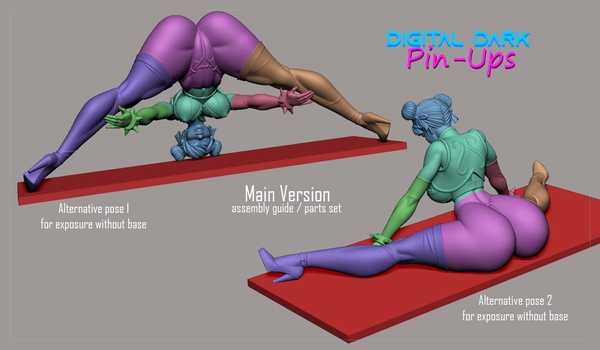 DIGITAL DARK
Pin-Ups
Main Version
assembly guide / parts set
Alternative pose 1
for exposure without base
Alternative pose 2
for exposure without base